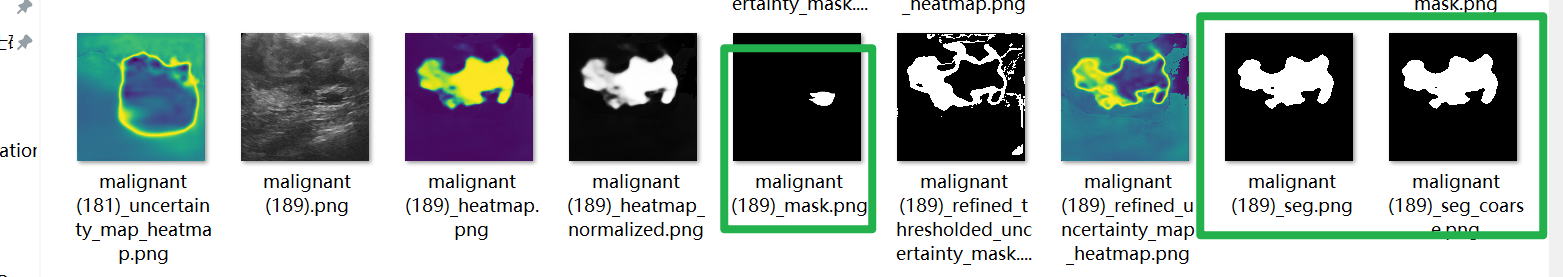 ertainty_mask....
_heatmap.png
mask.png
ation
malignant
(181)_uncertain
ty_map_heatma
p.png
malignant
(189).png
malignant
(189)_heatmap.
png
malignant
(189)_heatmap_
normalized.png
malignant
(189)_mask.png
malignant
(189)_refined_t
hresholded_unc
ertainty_mask....
malignant
(189)_refined_u
ncertainty_map
_heatmap.png
malignant
(189)_seg.png
malignant
(189)_seg_coars
e.png